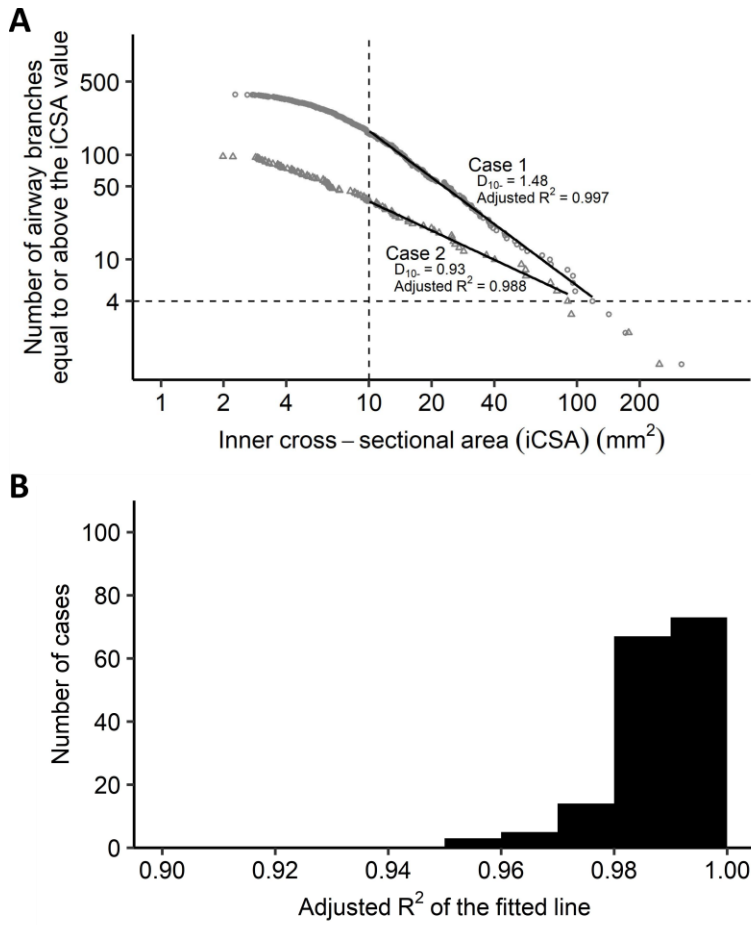 A
Number of airway branches
equal to or above the iCSA value
500
100
50
10
4
Case 1
D10- = 1.48
Adjusted R² = 0.997
Case 2
D10- = 0.93
Adjusted R² = 0.988
1 2 4 10 20 40 100 200
Inner cross – sectional area (iCSA) (mm²)
B
Number of cases
100
80
60
40
20
0
0.90 0.92 0.94 0.96 0.98 1.00
Adjusted R² of the fitted line